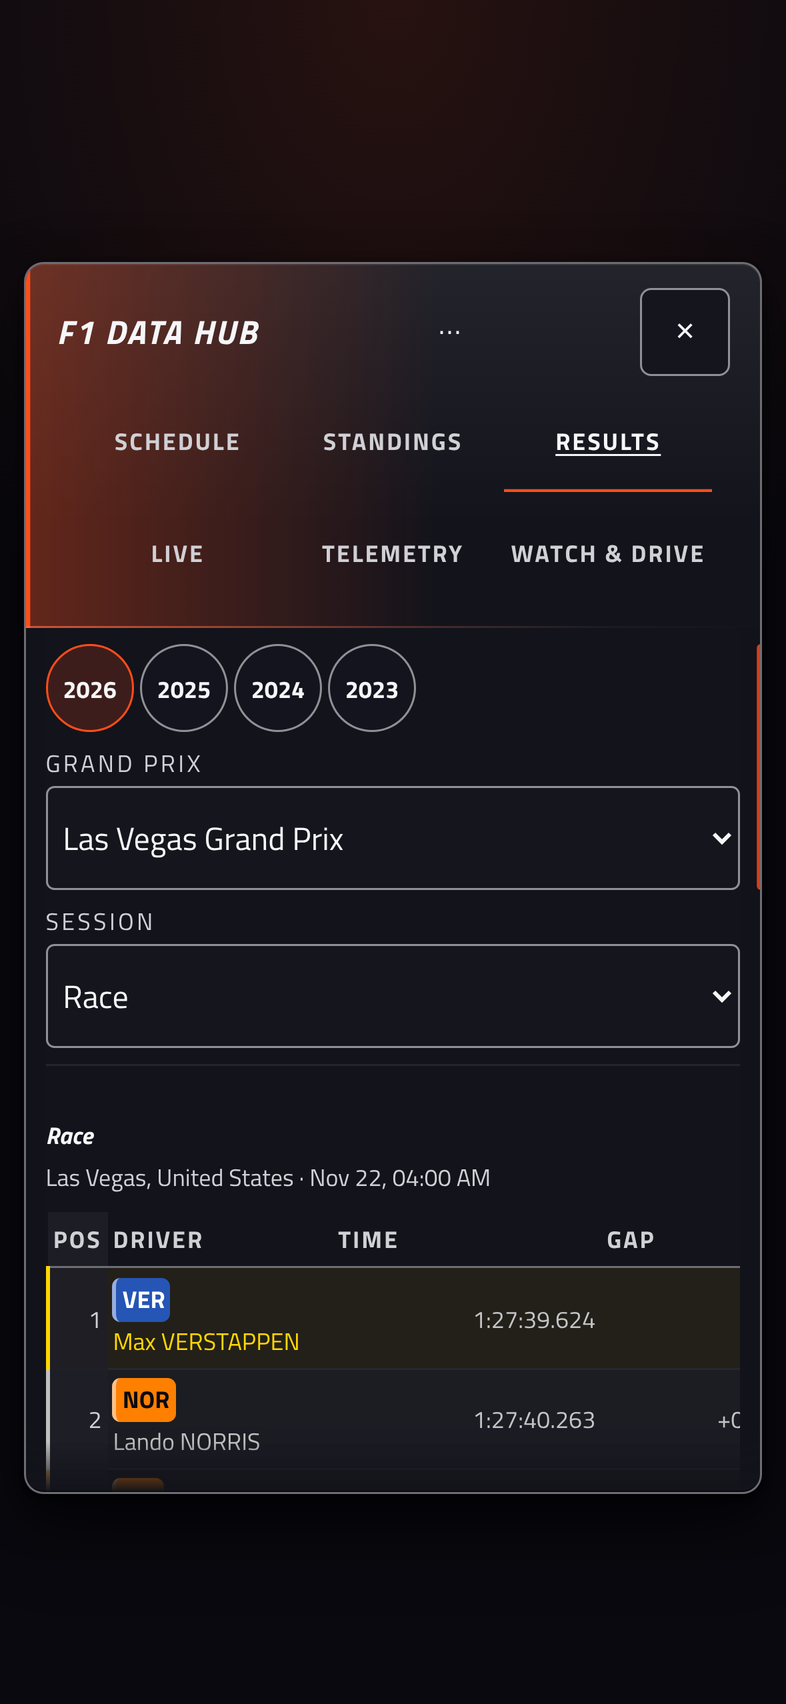 F1 DATA HUB
...
×
SCHEDULE STANDINGS RESULTS
LIVE TELEMETRY WATCH & DRIVE
2026 2025 2024 2023
GRAND PRIX
Las Vegas Grand Prix
SESSION
Race
Race
Las Vegas, United States · Nov 22, 04:00 AM
POS DRIVER TIME GAP
VER
1 1:27:39.624
Max VERSTAPPEN
NOR
2 1:27:40.263 +0
Lando NORRIS